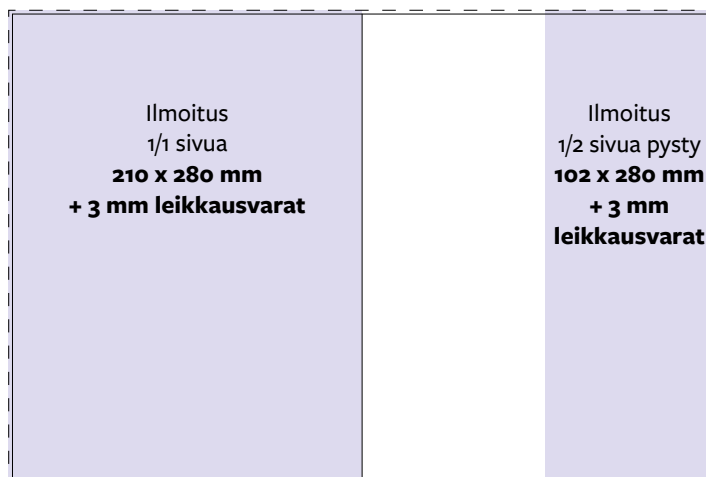 Ilmoitus
1/1 sivua
210 x 280 mm
+ 3 mm leikkausvarat
Ilmoitus
1/2 sivua pysty
102 x 280 mm
+ 3 mm
leikkausvarat